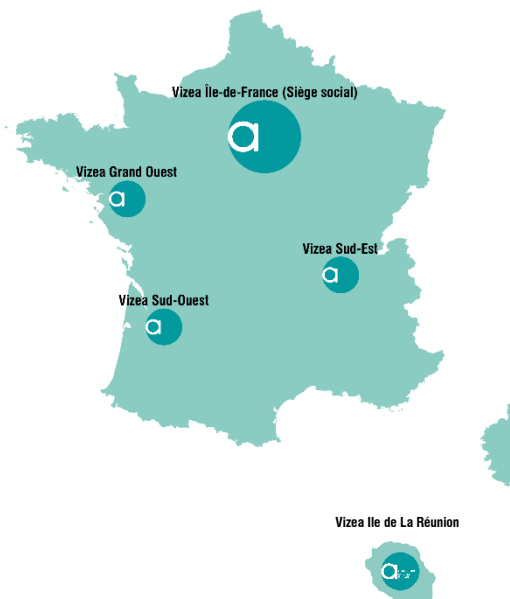 Vizea Île-de-France (Siège social)
a
Vizea Grand Ouest
a
Vizea Sud-Est
a
Vizea Sud-Ouest
a
Vizea Ile de La Réunion
a